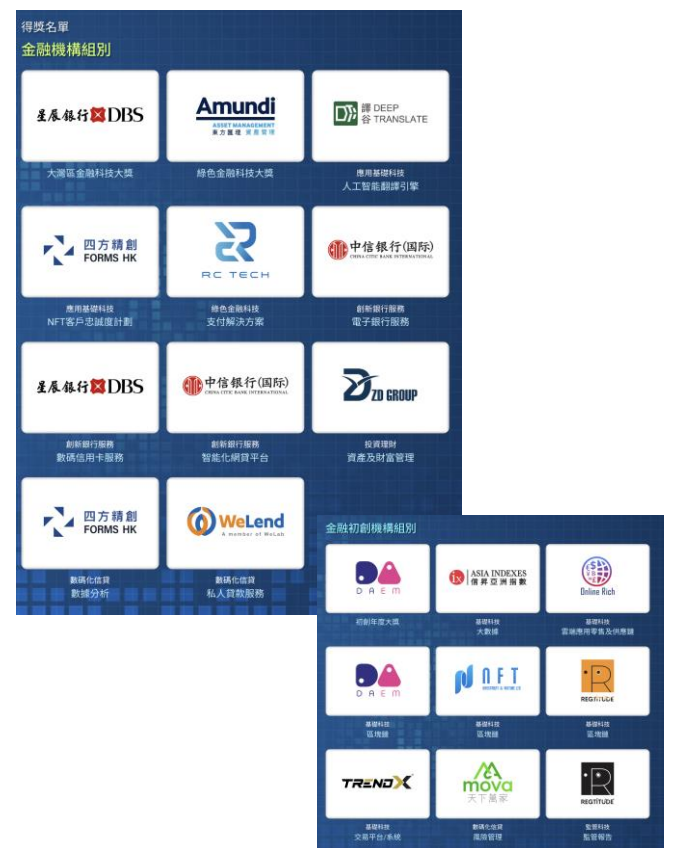 得獎名單
金融機構組別
星辰銀行 DBS
Amundi
ASSET MANAGEMENT
東方匯理 資產管理
譯 DEEP
谷 TRANSLATE
大灣區金融科技大獎
綠色金融科技大獎
應用基礎科技
人工智能翻譯引擎
四方精創
FORMS HK
RC TECH
中信银行(国际)
CHINA CITIC BANK INTERNATIONAL
應用基礎科技
NFT客戶忠誠度計劃
綠色金融科技
支付解決方案
創新銀行服務
電子銀行服務
星辰銀行 DBS
中信银行(国际)
CHINA CITIC BANK INTERNATIONAL
ZD GROUP
創新銀行服務
數碼信用卡服務
創新銀行服務
智能化網貸平台
投資理財
資產及財富管理
四方精創
FORMS HK
WeLend
A member of WeLab
數碼化信貸
數據分析
數碼化信貸
私人貸款服務
金融初創機構組別
DAEM
ix ASIA INDEXES
信昇亞洲指數
Online Rich
初創年度大獎
基礎科技
大數據
基礎科技
雲端應用零售及供應鏈
DAEM
NFT
REGTITUDE
基礎科技
區塊鏈
基礎科技
區塊鏈
基礎科技
區塊鏈
TRENDX
mova
天下萬家
REGTITUDE
基礎科技
交易平台/系統
數碼化信貸
風險管理
監管科技
監管報告